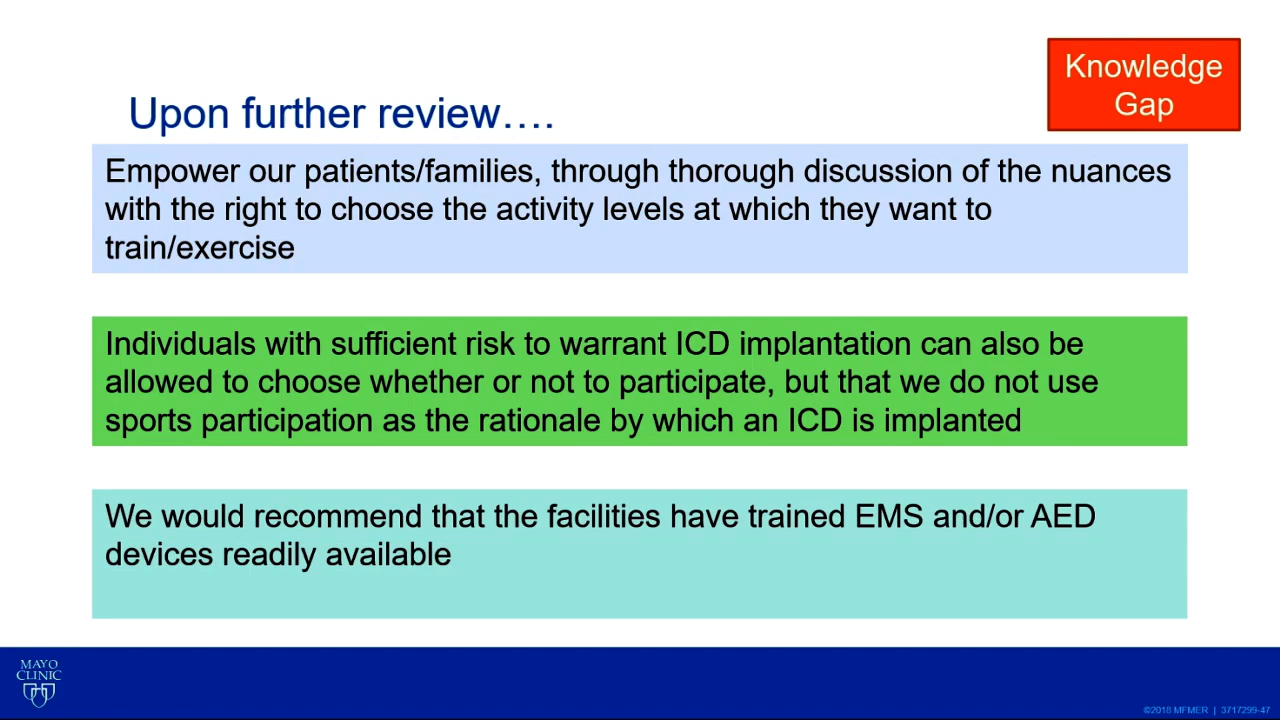 Knowledge
Gap
Upon further review….
Empower our patients/families, through thorough discussion of the nuances
with the right to choose the activity levels at which they want to
train/exercise
Individuals with sufficient risk to warrant ICD implantation can also be
allowed to choose whether or not to participate, but that we do not use
sports participation as the rationale by which an ICD is implanted
We would recommend that the facilities have trained EMS and/or AED
devices readily available
MAYO
CLINIC
©2018 MFMER | 3717299-47